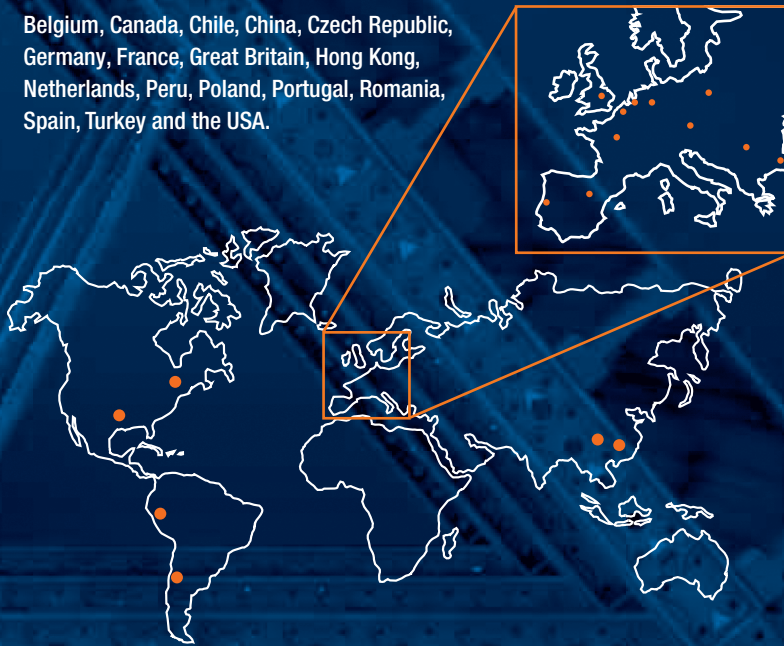 Belgium, Canada, Chile, China, Czech Republic,
Germany, France, Great Britain, Hong Kong,
Netherlands, Peru, Poland, Portugal, Romania,
Spain, Turkey and the USA.